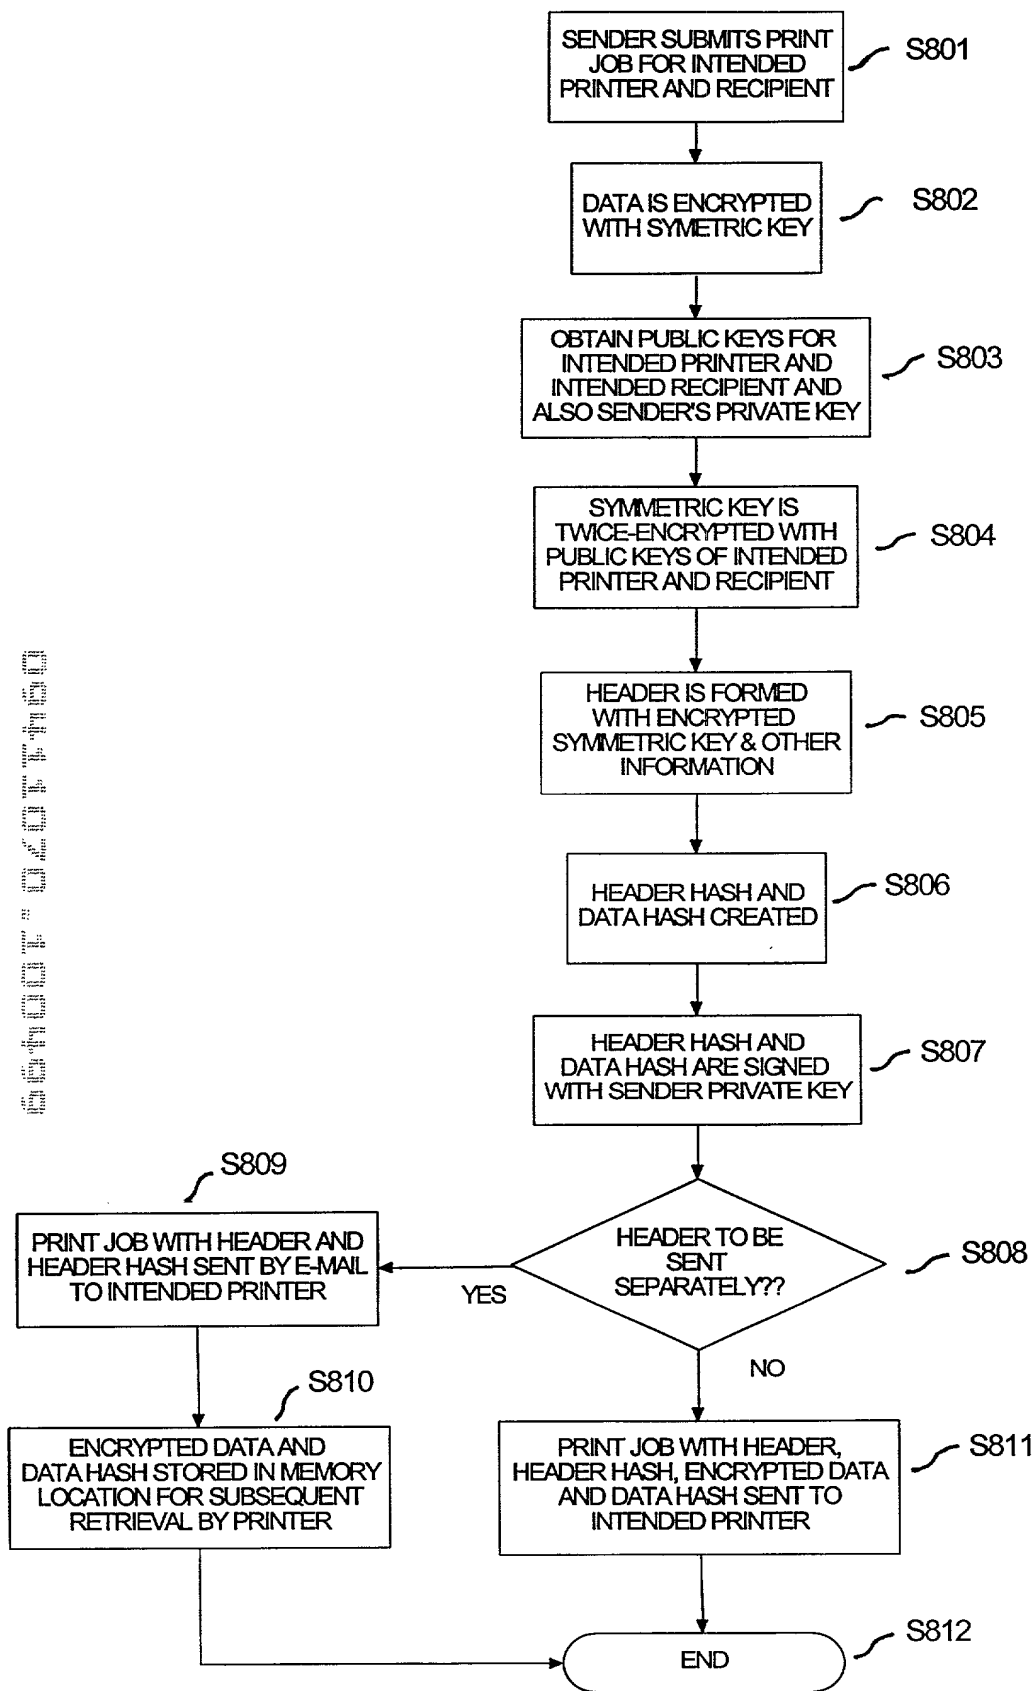 SENDER SUBMITS PRINT
JOB FOR INTENDED
PRINTER AND RECIPIENT
S801
DATA IS ENCRYPTED
WITH SYMETRIC KEY
S802
OBTAIN PUBLIC KEYS FOR
INTENDED PRINTER AND
INTENDED RECIPIENT AND
ALSO SENDER'S PRIVATE KEY
S803
SYMMETRIC KEY IS
TWICE-ENCRYPTED WITH
PUBLIC KEYS OF INTENDED
PRINTER AND RECIPIENT
S804
HEADER IS FORMED
WITH ENCRYPTED
SYMMETRIC KEY & OTHER
INFORMATION
S805
HEADER HASH AND
DATA HASH CREATED
S806
HEADER HASH AND
DATA HASH ARE SIGNED
WITH SENDER PRIVATE KEY
S807
HEADER TO BE
SENT
SEPARATELY??
S808
YES
NO
S809
PRINT JOB WITH HEADER AND
HEADER HASH SENT BY E-MAIL
TO INTENDED PRINTER
S810
ENCRYPTED DATA AND
DATA HASH STORED IN MEMORY
LOCATION FOR SUBSEQUENT
RETRIEVAL BY PRINTER
PRINT JOB WITH HEADER,
HEADER HASH, ENCRYPTED DATA
AND DATA HASH SENT TO
INTENDED PRINTER
S811
END
S812